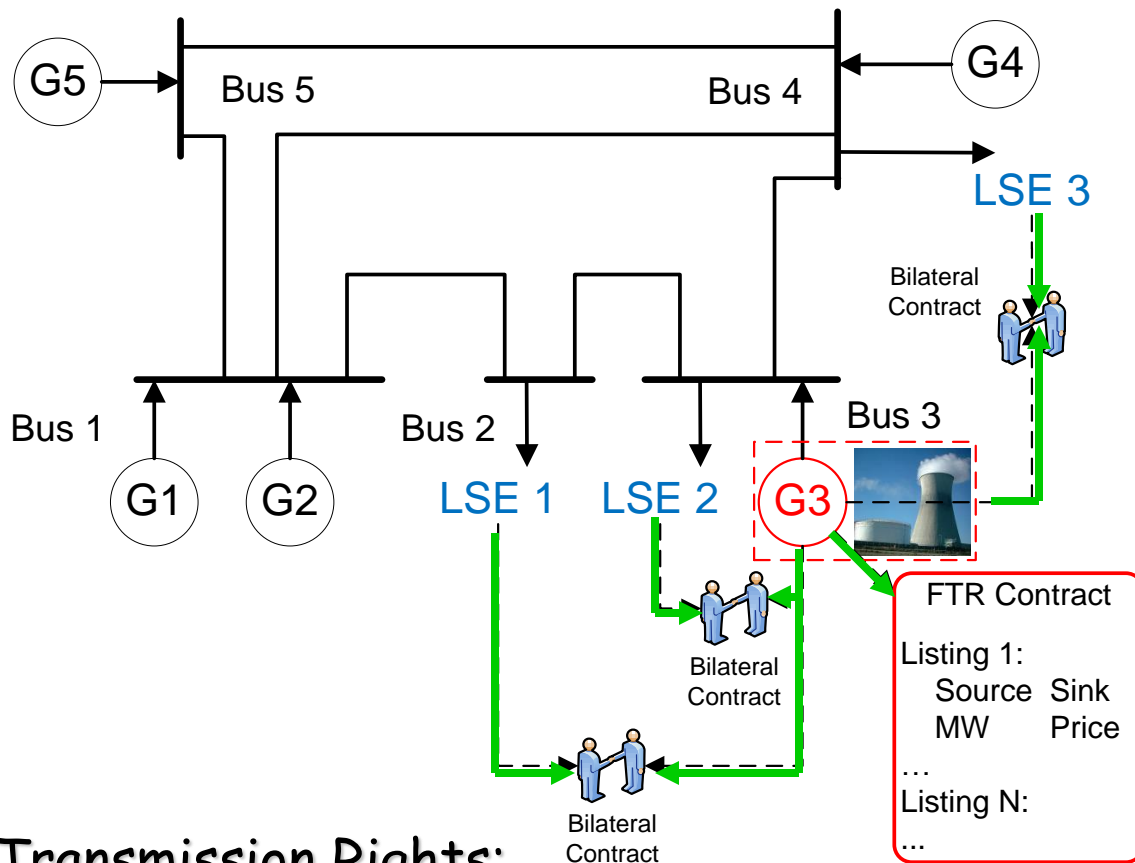 G5
G4
Bus 5
Bus 4
LSE 3
Bilateral
Contract
Bus 1
Bus 2
Bus 3
G1
G2
LSE 1
LSE 2
G3
FTR Contract
Listing 1:
Source Sink
MW Price
...
Listing N:
...
Bilateral
Contract
Bilateral
Contract
Transmission Rights: